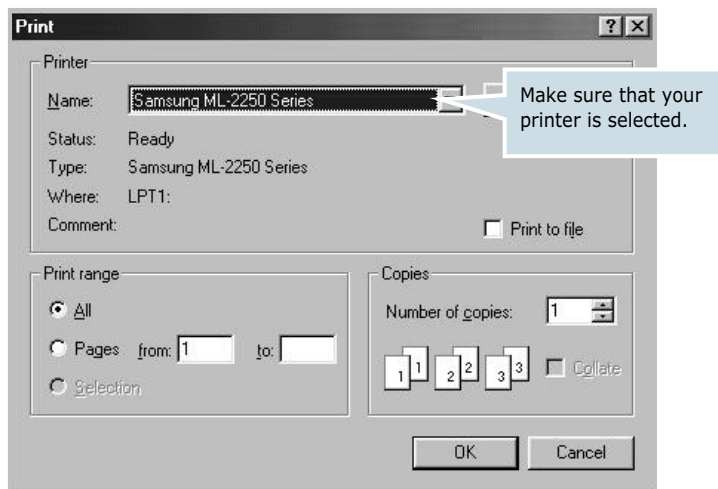 Print
Printer
Name: Samsung ML-2250 Series
Make sure that your
printer is selected.
Status: Ready
Type: Samsung ML-2250 Series
Where: LPT1:
Comment:
Print to file
Print range
All
Pages from: 1 to:
Selection
Copies
Number of copies: 1
1 1 2 2 3 3 Collate
OK Cancel